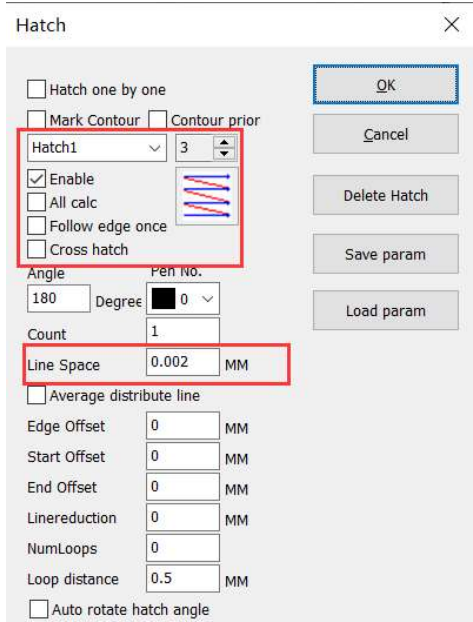 Hatch
Hatch one by one
OK
Mark Contour Contour prior
Hatch1 3
Cancel
Enable
All calc
Delete Hatch
Follow edge once
Cross hatch
Save param
Angle Pen No.
180 Degree 0
Load param
Count 1
Line Space 0.002 MM
Average distribute line
Edge Offset 0 MM
Start Offset 0 MM
End Offset 0 MM
Linereduction 0 MM
NumLoops 0
Loop distance 0.5 MM
Auto rotate hatch angle